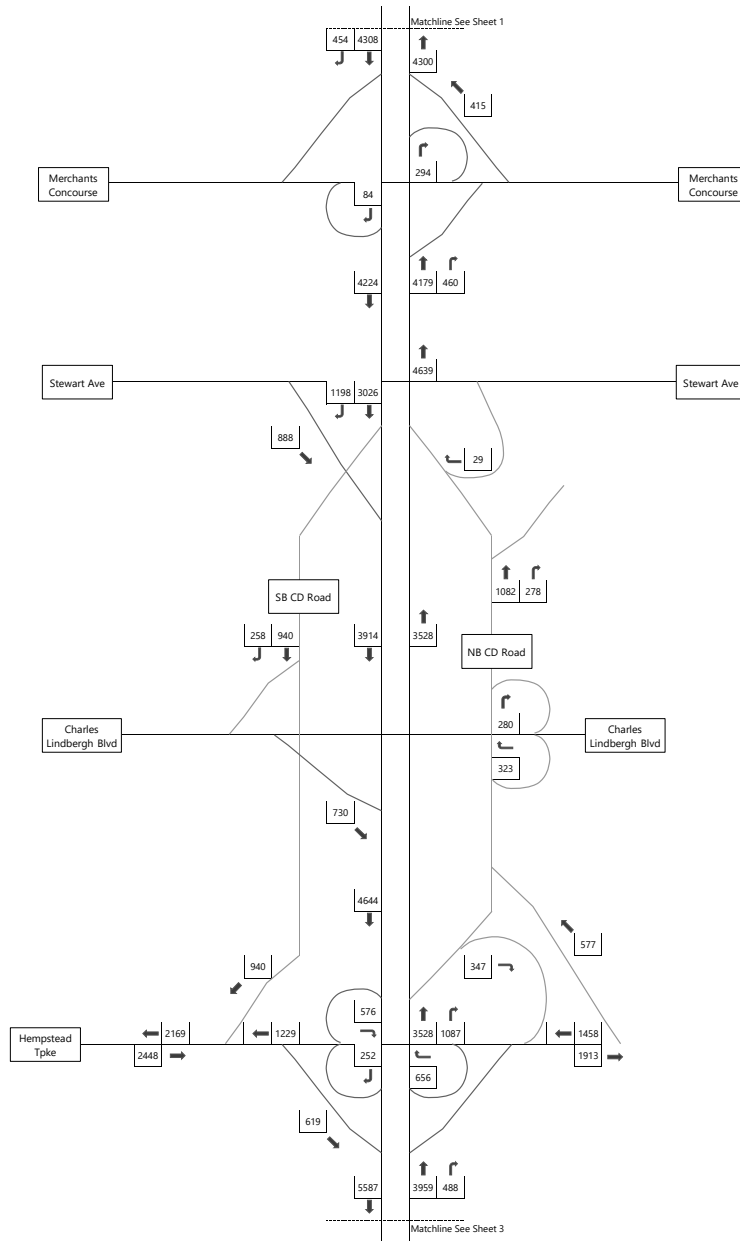 Matchline See Sheet 1
454 4308
4300
415
Merchants
Concourse
294
84
Merchants
Concourse
4224
4179 460
4639
Stewart Ave
1198 3026
Stewart Ave
888
29
1082 278
SB CD Road
258 940
3914
3528
NB CD Road
Charles
Lindbergh Blvd
280
323
Charles
Lindbergh Blvd
730
4644
577
940
347
576
3528 1087
2169
1229
1458
Hempstead
Tpke
2448
252
1913
656
619
5587
3959 488
Matchline See Sheet 3